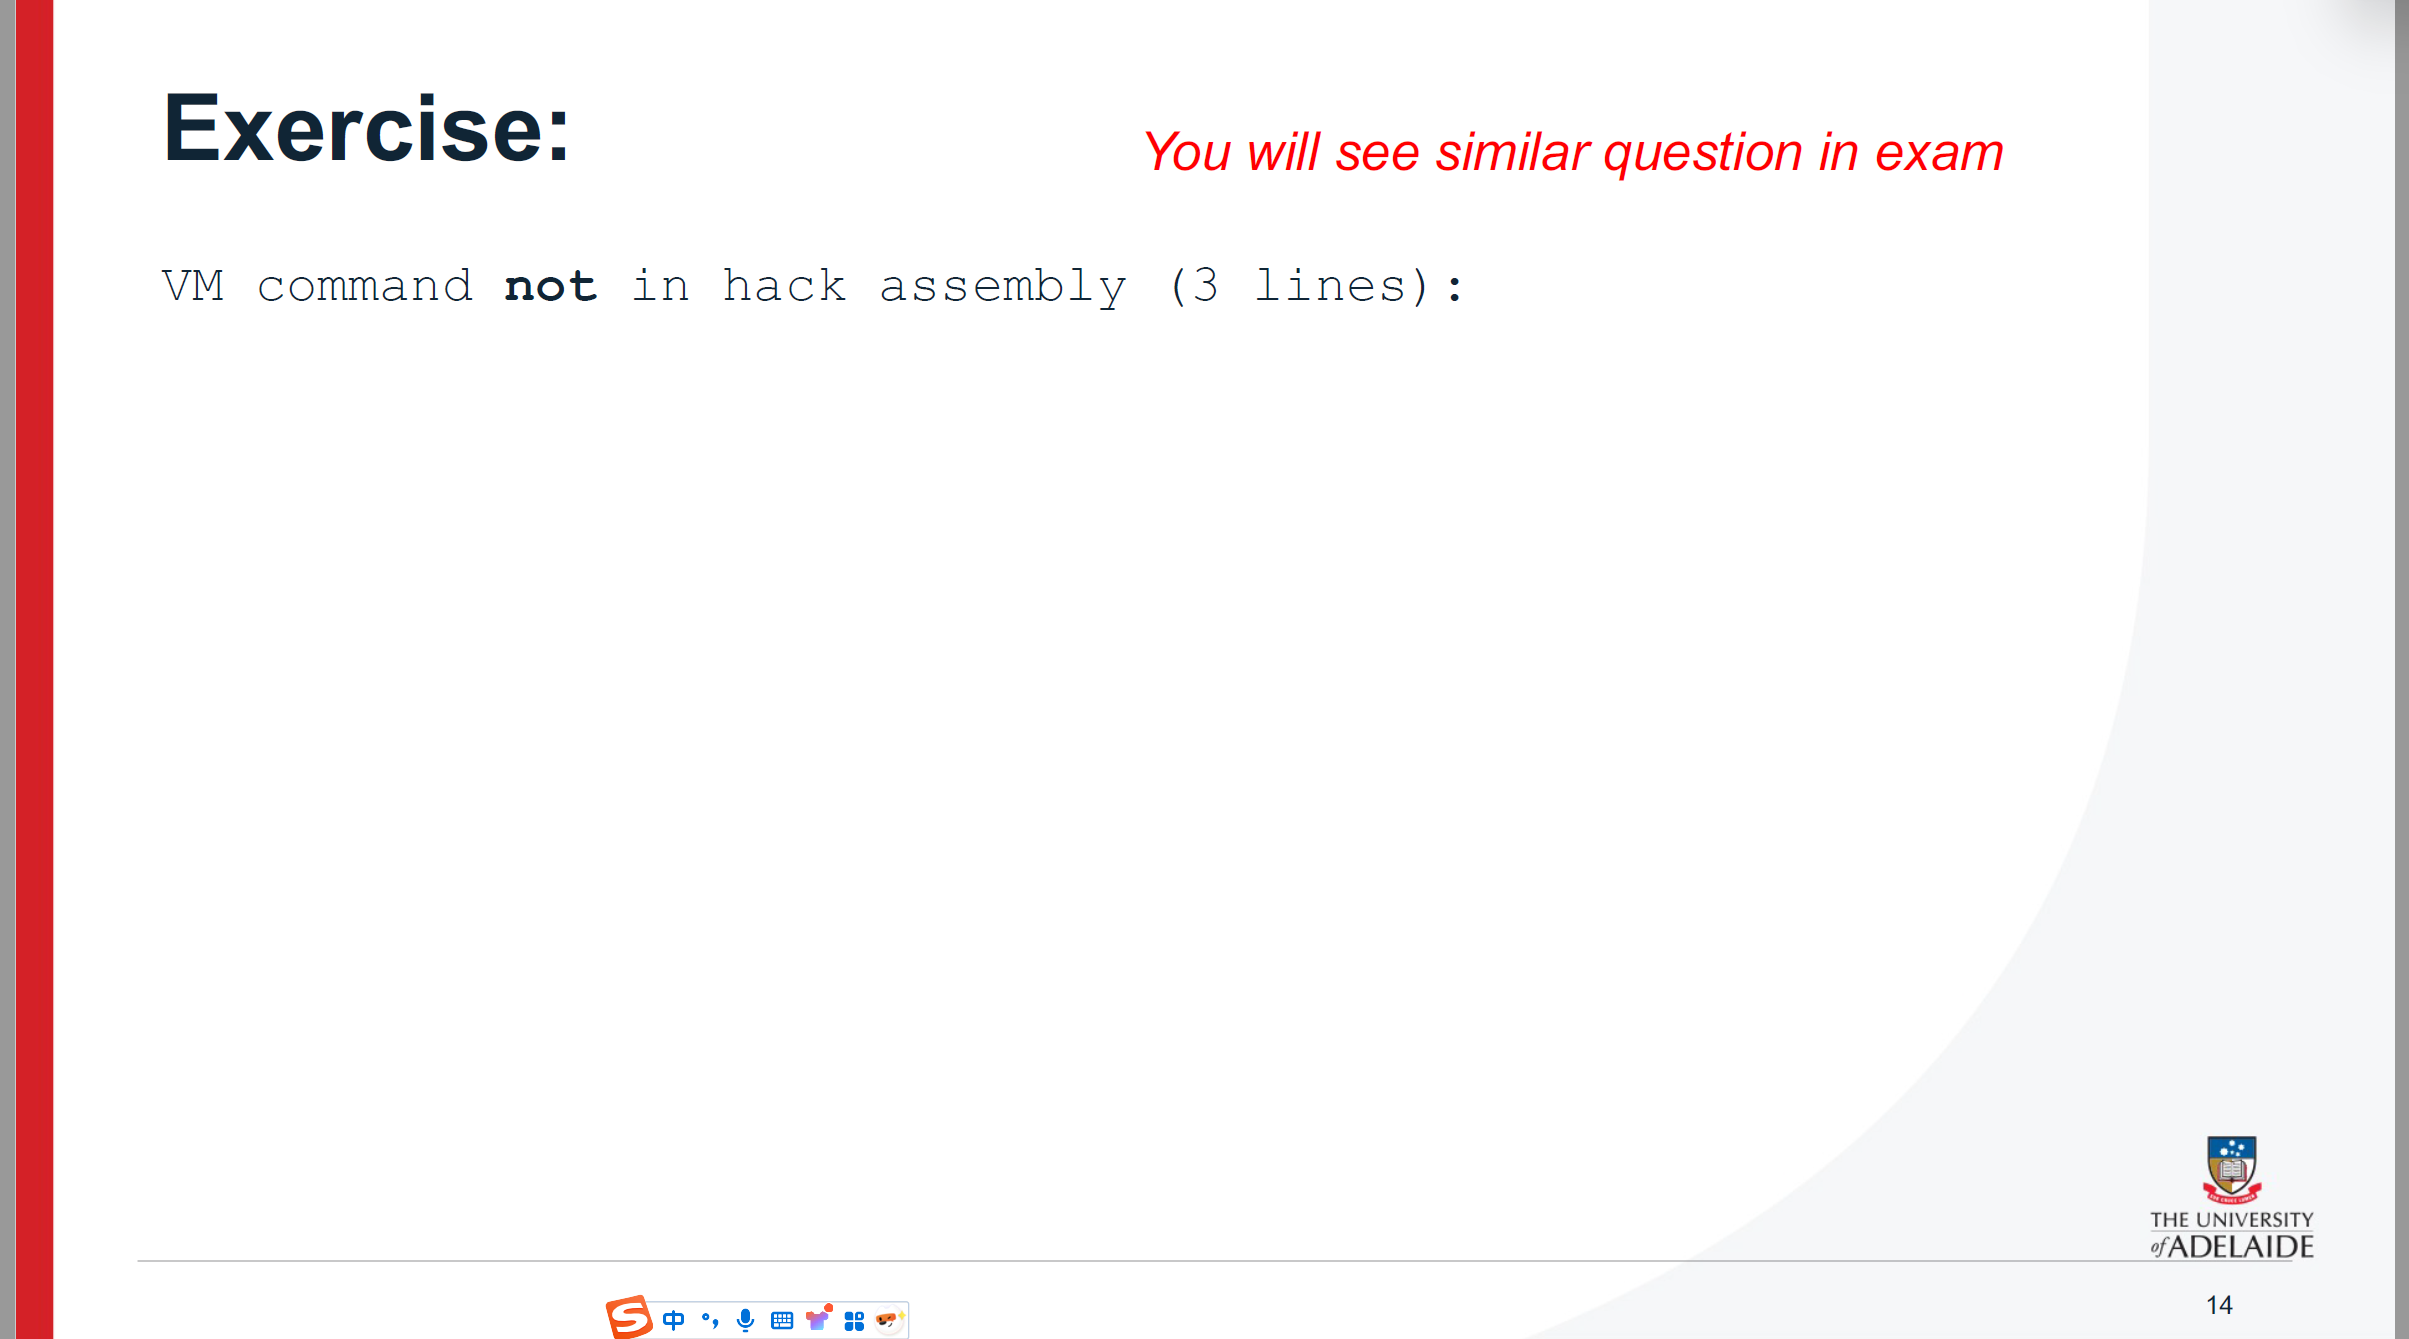 Exercise:
You will see similar question in exam
VM command not in hack assembly (3 lines):
THE UNIVERSITY
of ADELAIDE
14
S 中